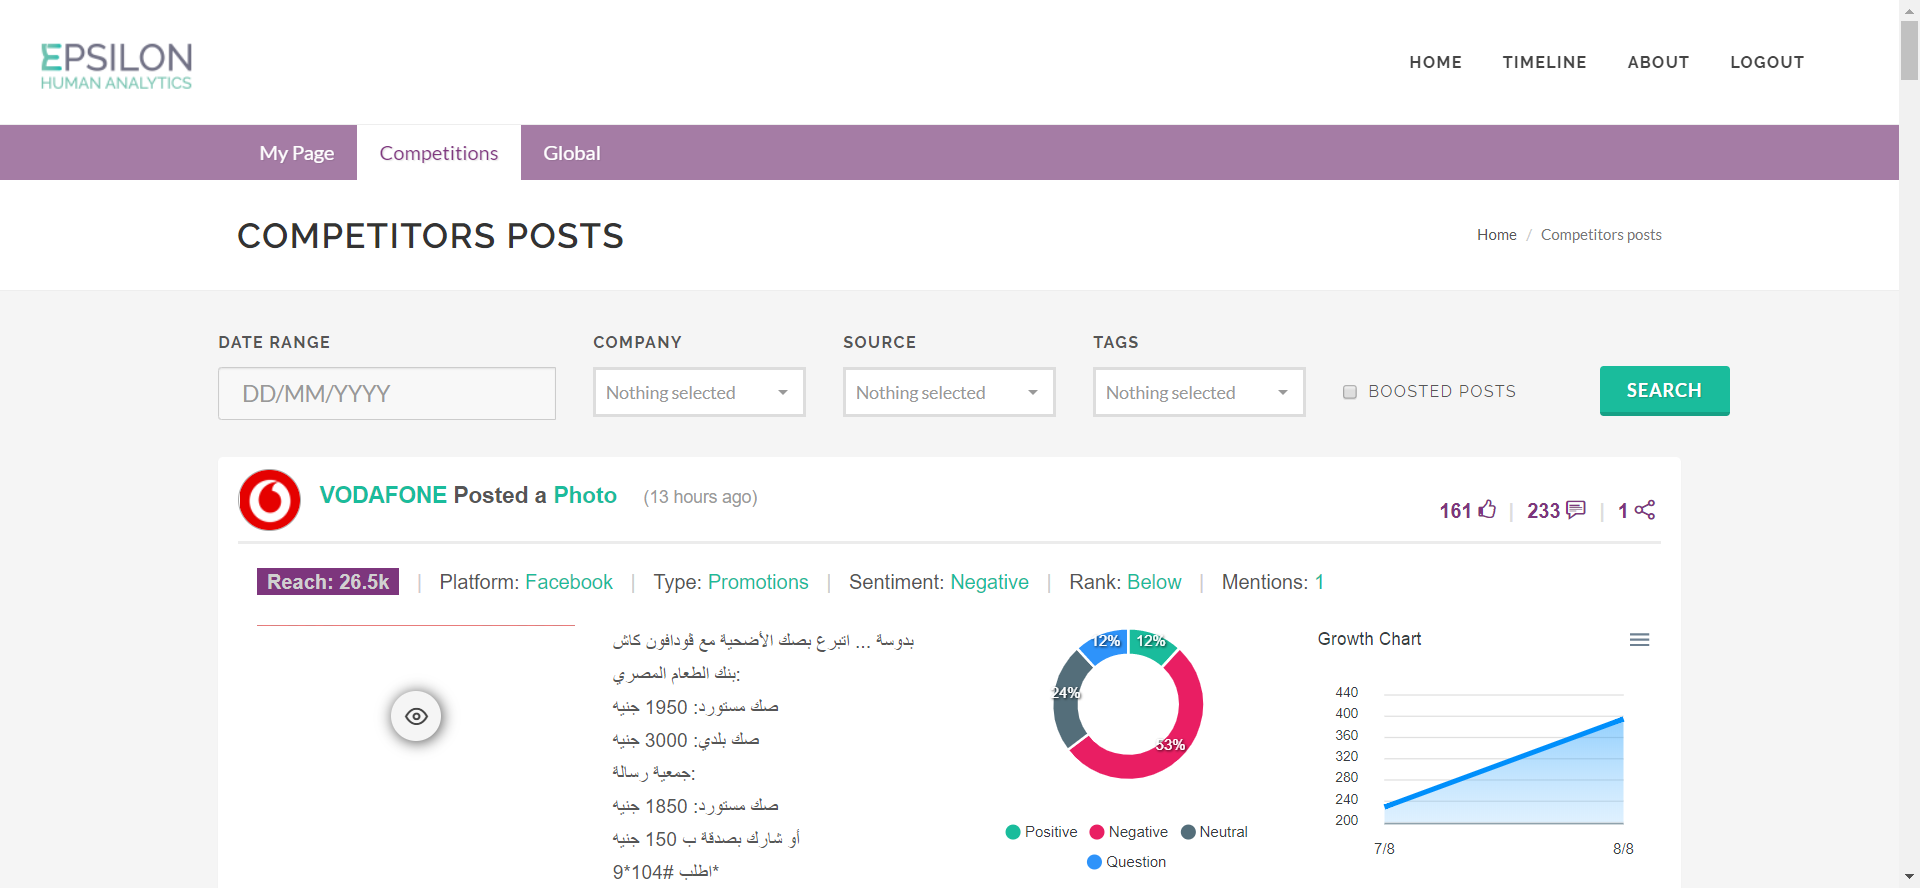 EPSILON
HUMAN ANALYTICS
HOME TIMELINE ABOUT LOGOUT
My Page Competitions Global
COMPETITORS POSTS
Home / Competitors posts
DATE RANGE COMPANY SOURCE TAGS
DD/MM/YYYY Nothing selected Nothing selected Nothing selected BOOSTED POSTS SEARCH
VODAFONE Posted a Photo (13 hours ago)
161 | 233 | 1
Reach: 26.5k | Platform: Facebook | Type: Promotions | Sentiment: Negative | Rank: Below | Mentions: 1
بدوسة ... اتبرع بصك الأضحية مع ڤودافون كاش
بنك الطعام المصري:
صك مستورد: 1950 جنيه
صك بلدي: 3000 جنيه
جمعية رسالة:
صك مستورد: 1850 جنيه
أو شارك بصدقة ب 150 جنيه
اطلب #104*9*
12% 12%
24%
53%
Positive Negative Neutral
Question
Growth Chart
440
400
360
320
280
240
200
7/8 8/8